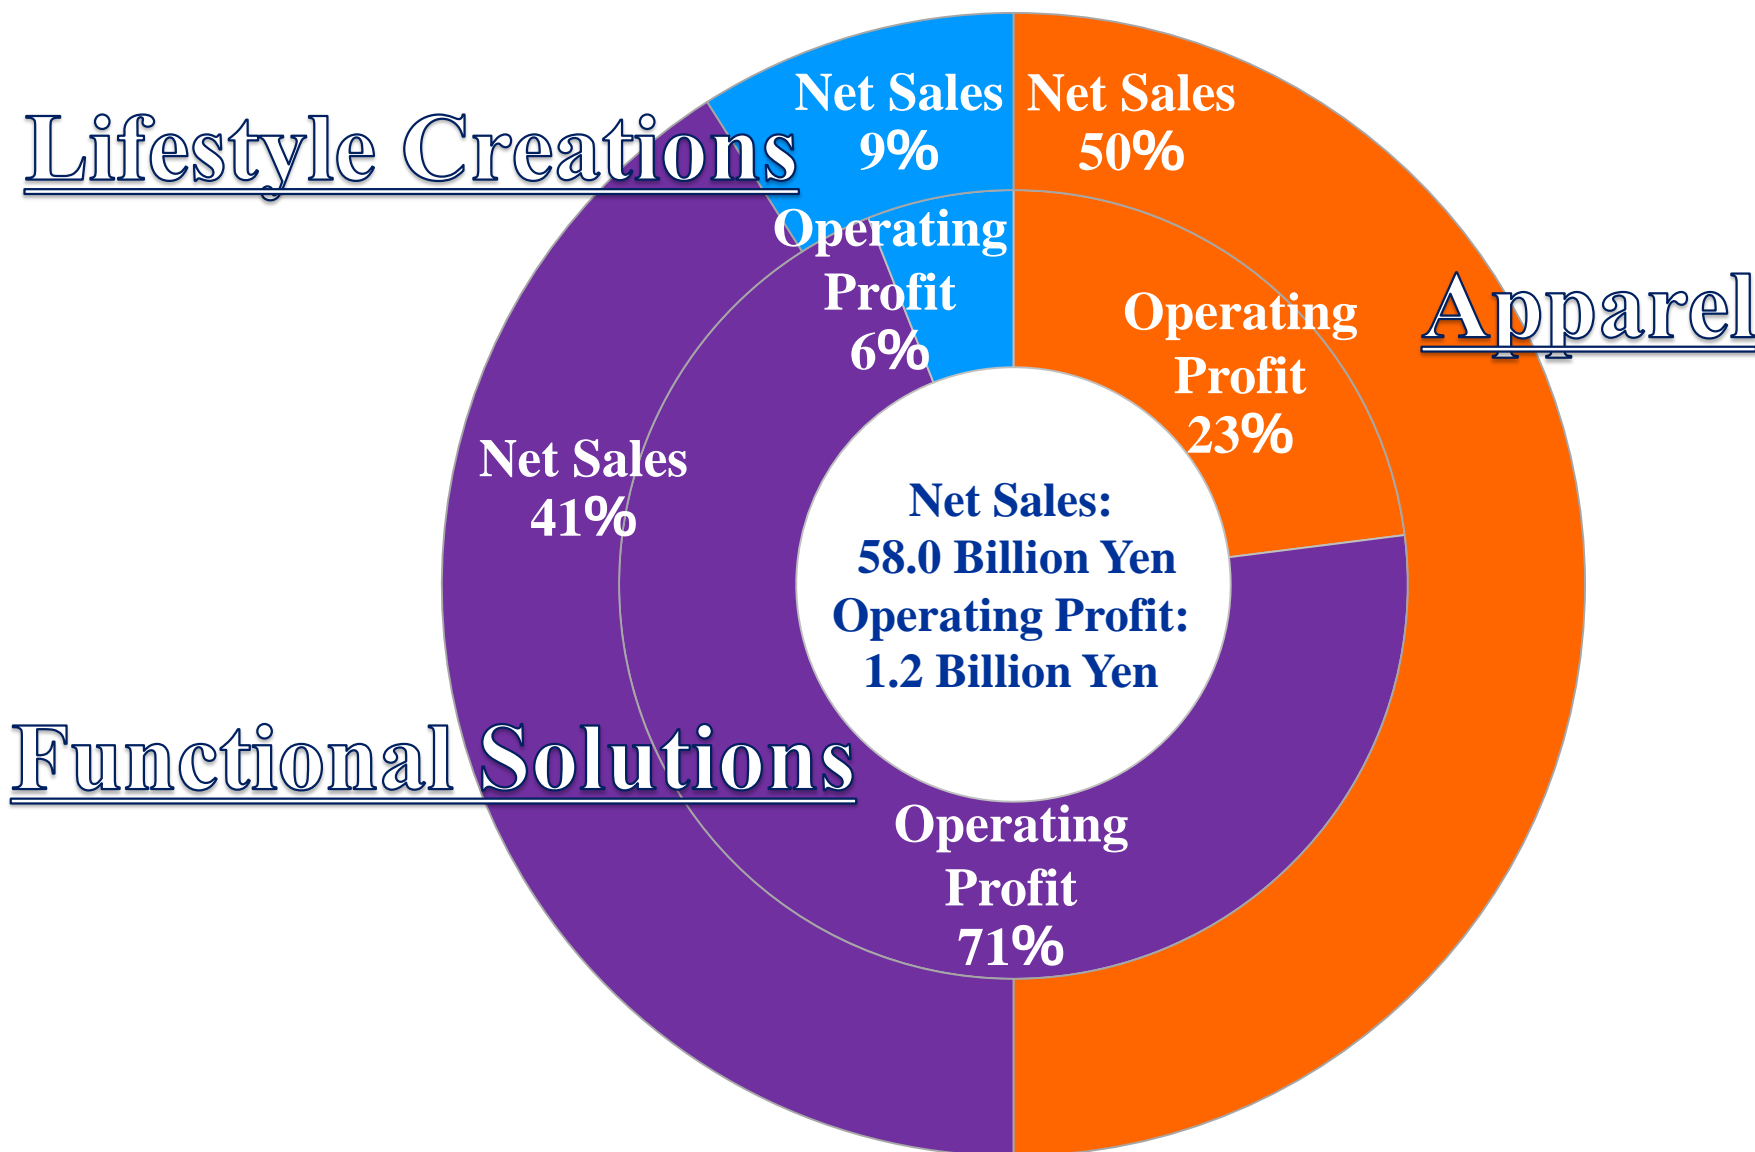 Lifestyle Creations
Net Sales
9%
Net Sales
50%
Operating
Profit
6%
Operating
Profit
23%
Apparel
Net Sales
41%
Net Sales:
58.0 Billion Yen
Operating Profit:
1.2 Billion Yen
Functional Solutions
Operating
Profit
71%